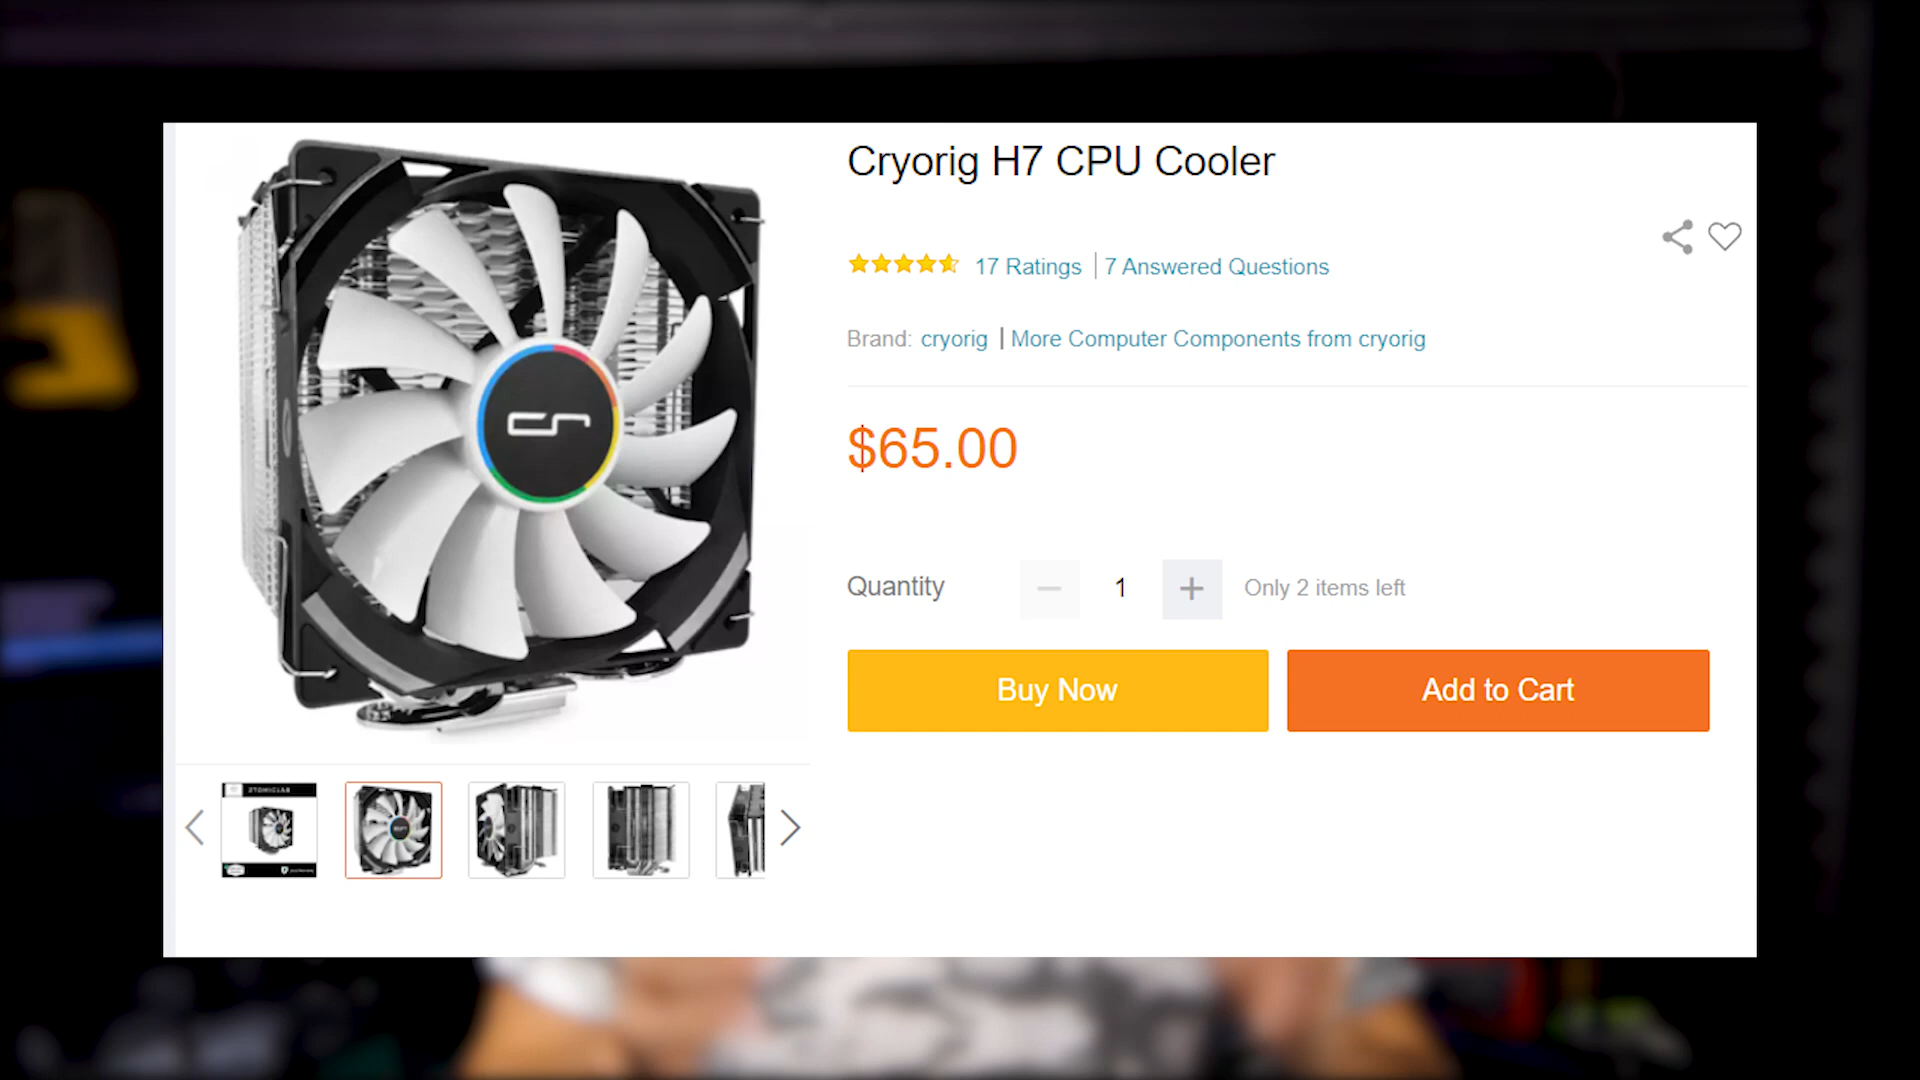 Cryorig H7 CPU Cooler
17 Ratings | 7 Answered Questions
Brand: cryorig | More Computer Components from cryorig
$65.00
Quantity
1
Only 2 items left
Buy Now
Add to Cart